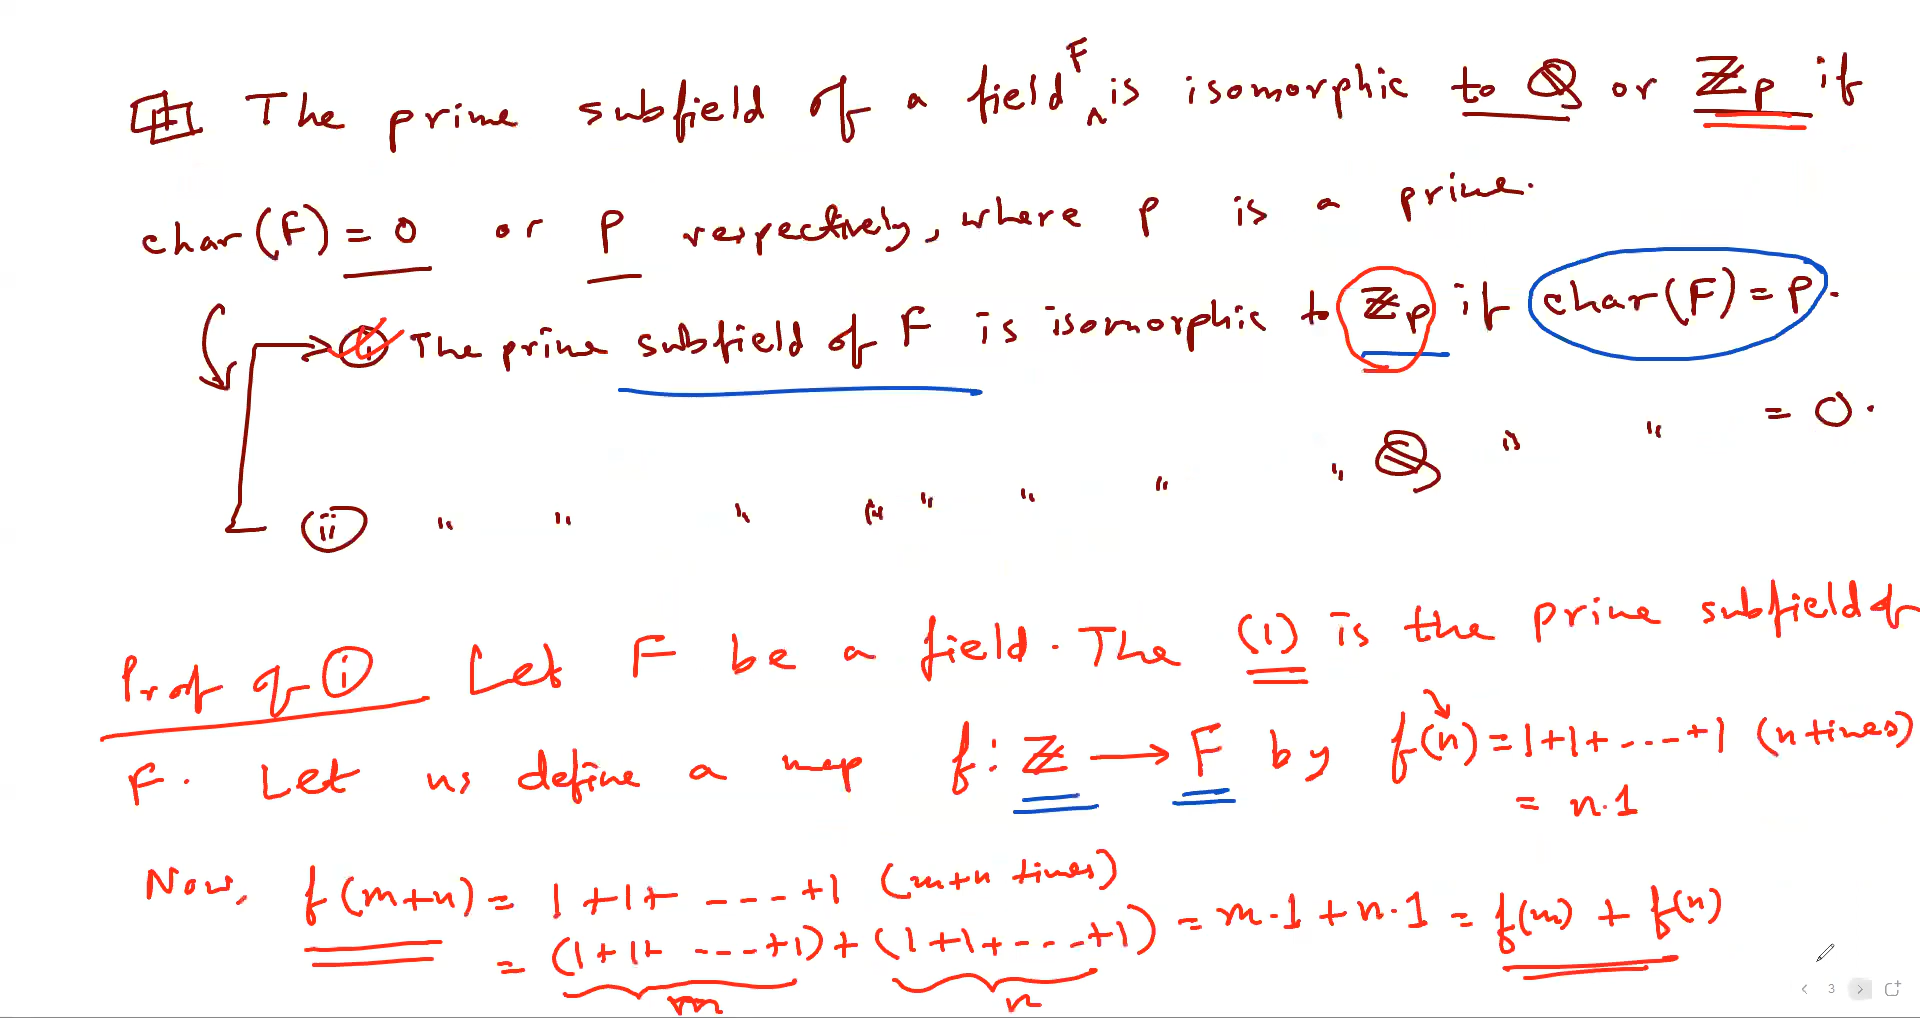 The prime subfield of a field F is isomorphic to ℚ or ℤp if
char(F) = 0 or p respectively, where p is a prime.
(i) The prime subfield of F is isomorphic to ℤp if char(F) = p.
(ii) " " " " " " " " ℚ if " = 0.
Proof of (i) Let F be a field. The (1) is the prime subfield of
F. Let us define a map f: ℤ → F by f(n) = 1+1+....+1 (n times)
= n.1
Now, f(m+n) = 1+1+ ....+1 (m+n times)
= (1+1+ ....+1) + (1+1+....+1) = m.1 + n.1 = f(m) + f(n)
m n
3